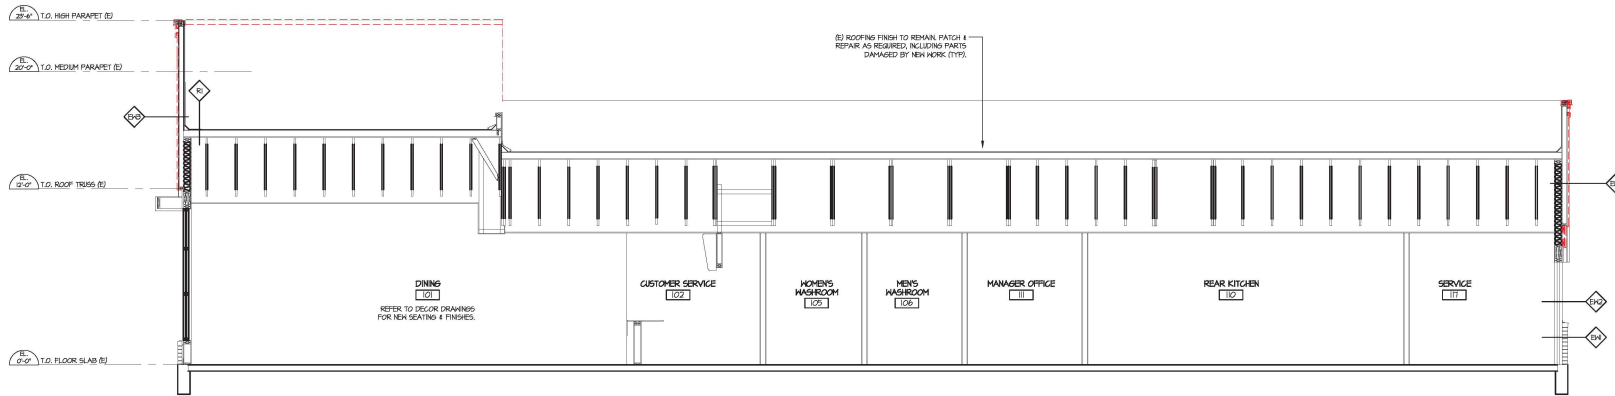 EL.
23'-6" T.O. HIGH PARAPET (E)
(E) ROOFING FINISH TO REMAIN. PATCH &
REPAIR AS REQUIRED, INCLUDING PARTS
DAMAGED BY NEW WORK (TYP).
EL.
20'-0" T.O. MEDIUM PARAPET (E)
R1
EW3
EL.
12'-0" T.O. ROOF TRUSS (E)
DINING
101
REFER TO DECOR DRAWINGS
FOR NEW SEATING & FINISHES.
CUSTOMER SERVICE
102
WOMEN'S
WASHROOM
105
MEN'S
WASHROOM
106
MANAGER OFFICE
111
REAR KITCHEN
110
SERVICE
117
EW2
EW1
EL.
0'-0" T.O. FLOOR SLAB (E)